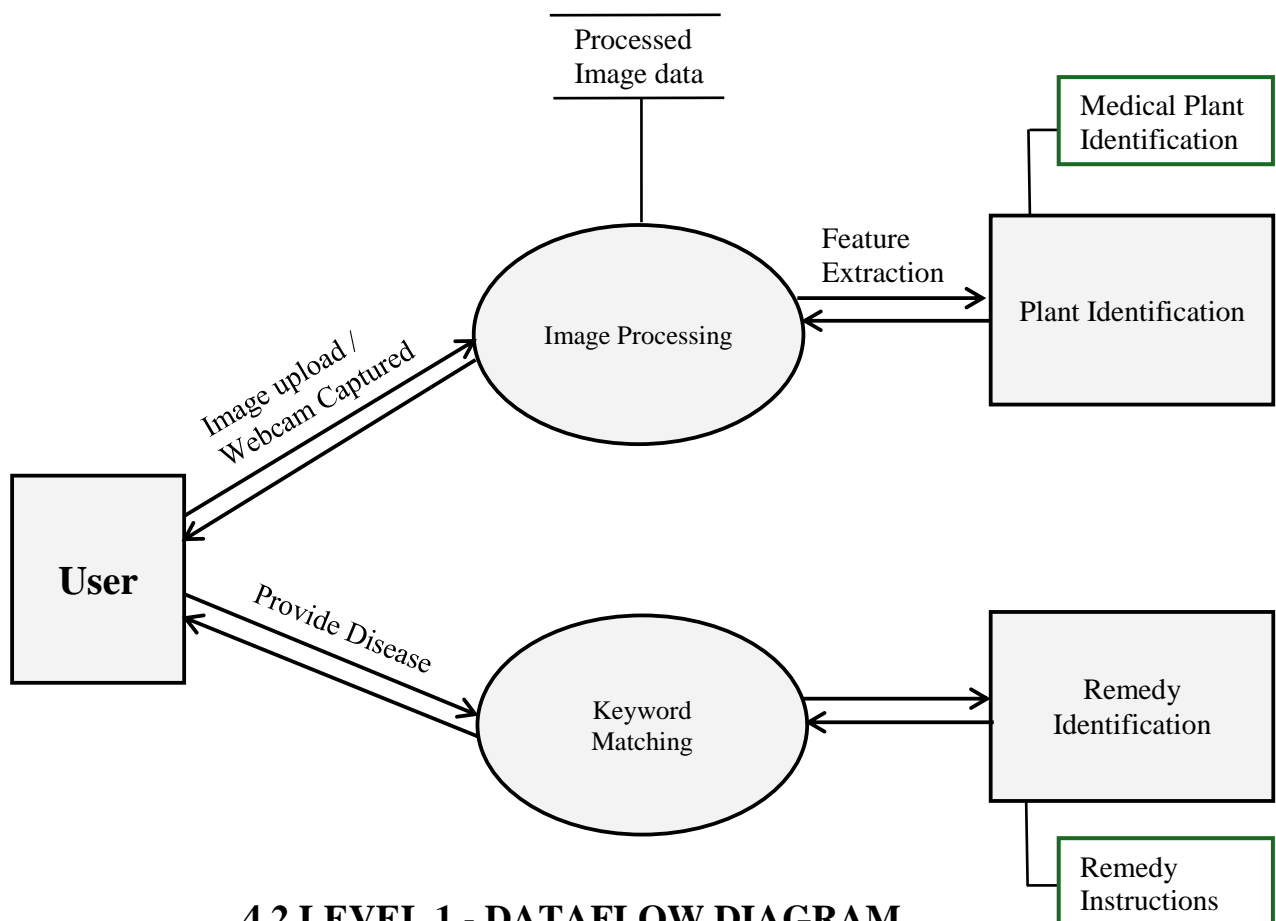 Processed
Image data
Medical Plant
Identification
Feature
Extraction
Image Processing
Plant Identification
Image upload /
Webcam Captured
User
Provide Disease
Keyword
Matching
Remedy
Identification
Remedy
Instructions
4.2 LEVEL 1 - DATAFLOW DIAGRAM